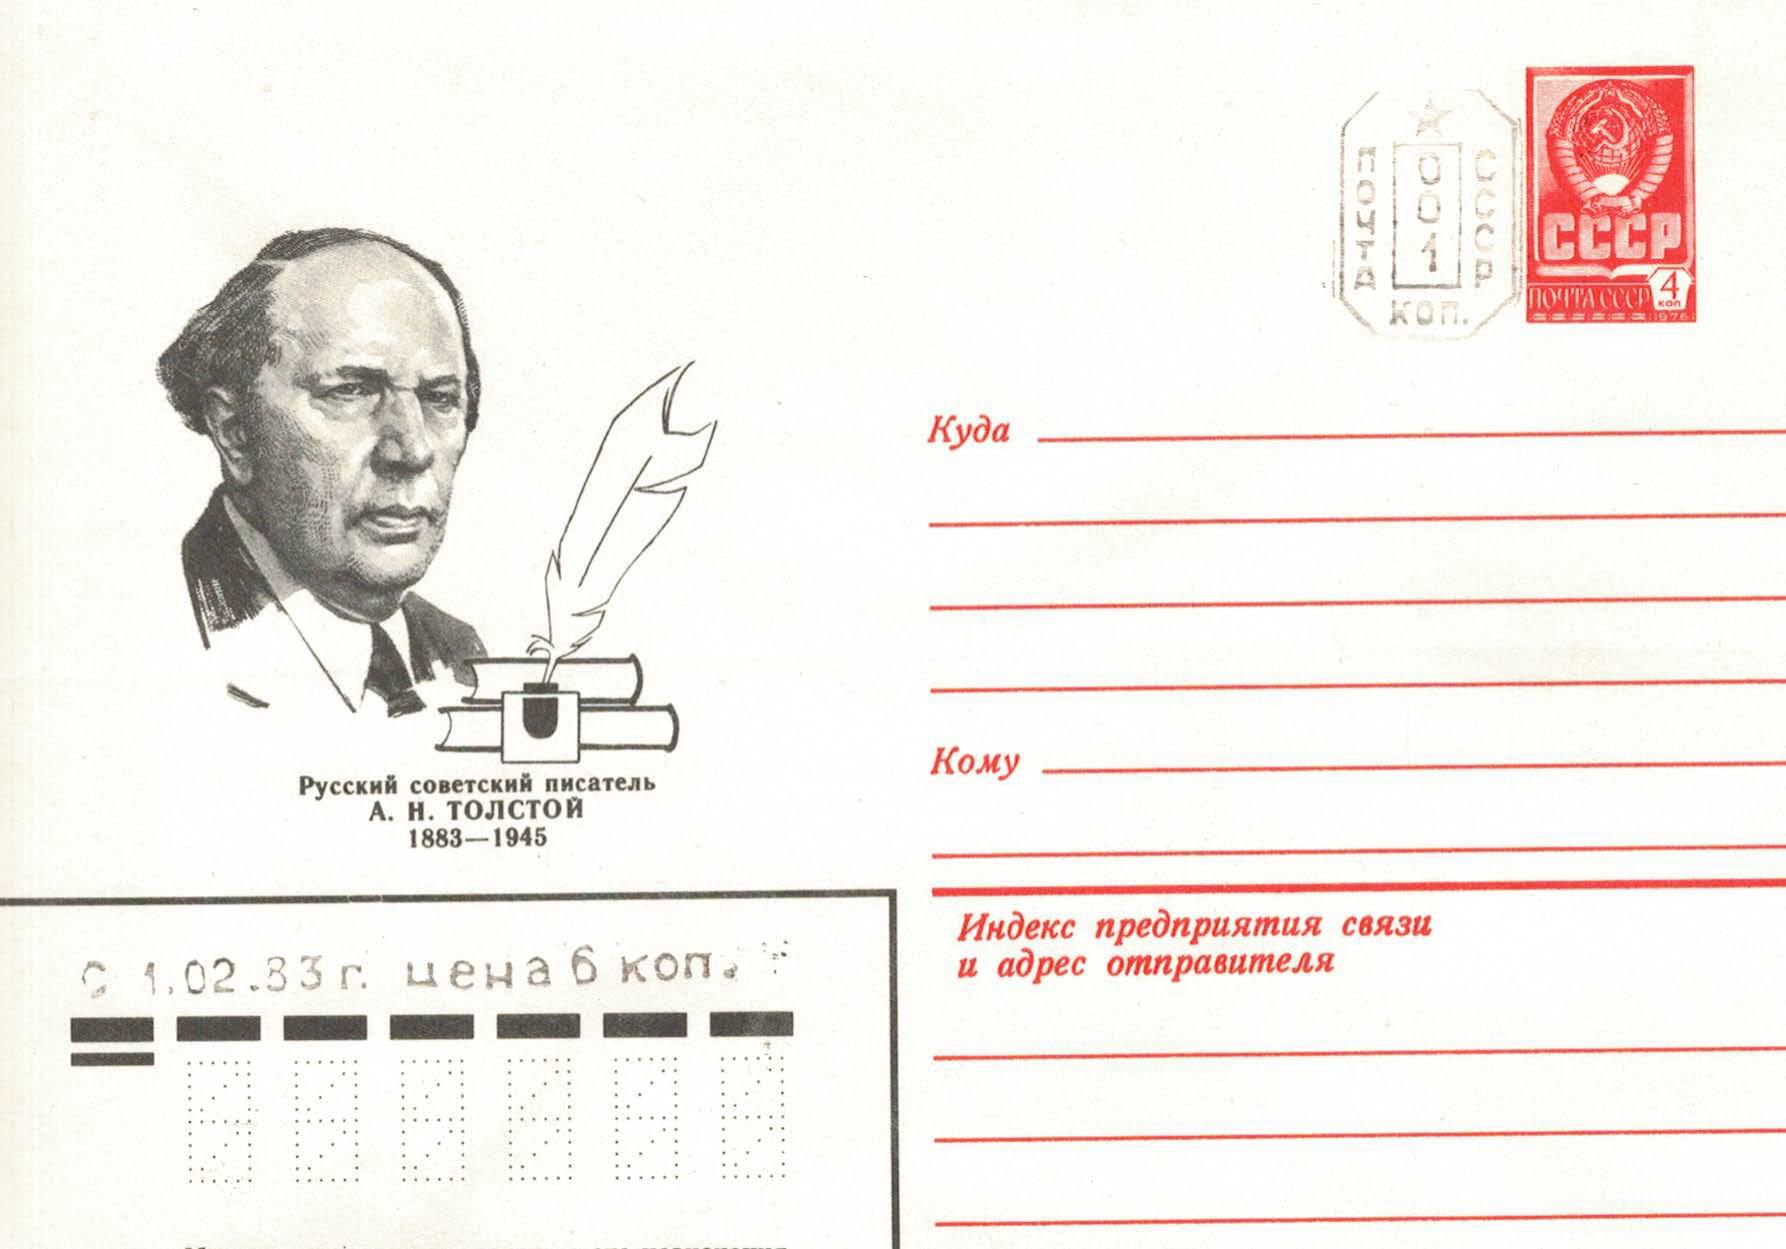 ПОЧТА
001
СССР
КОП.
СССР
ПОЧТА СССР
4
коп
1976
Куда
Кому
Русский советский писатель
А. Н. ТОЛСТОЙ
1883—1945
Индекс предприятия связи
и адрес отправителя
С 1.02.83 г. цена 6 коп.